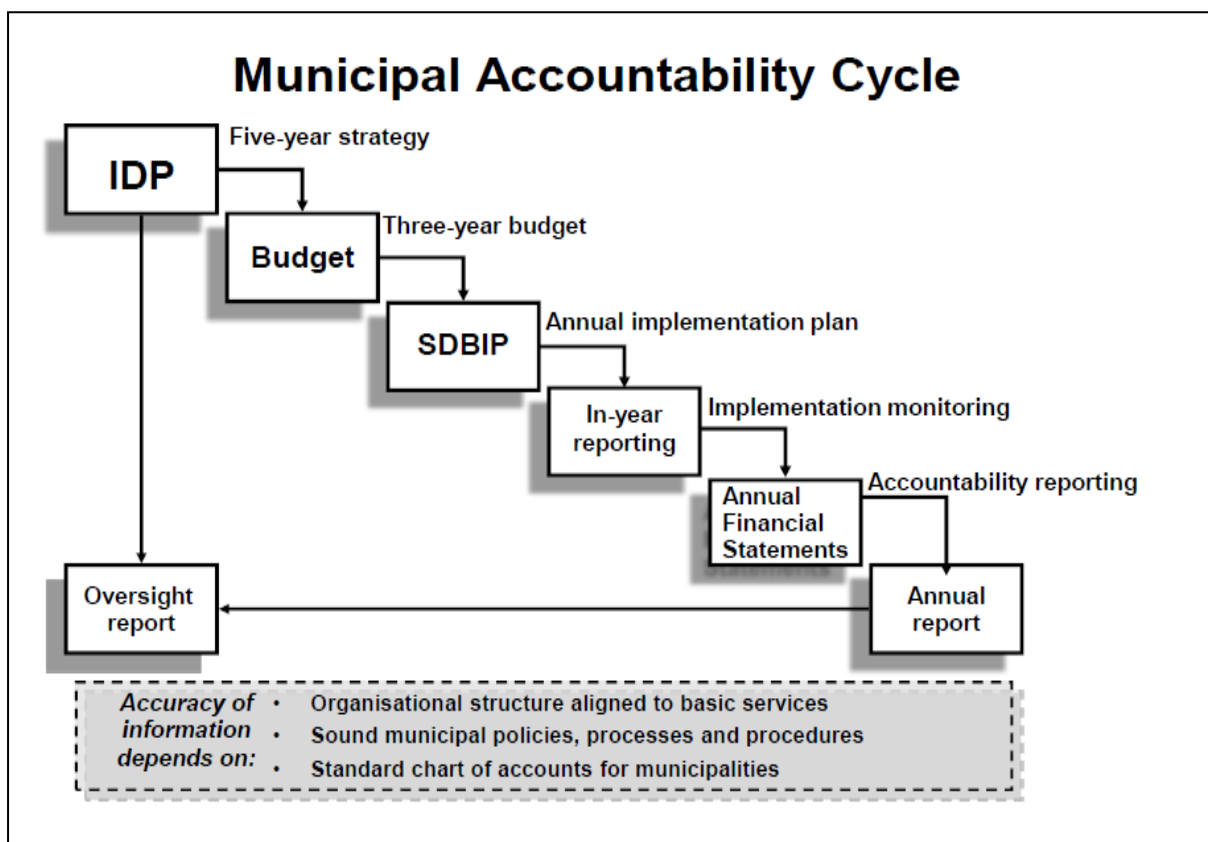 Municipal Accountability Cycle
IDP
Five-year strategy
Budget
Three-year budget
SDBIP
Annual implementation plan
In-year
reporting
Implementation monitoring
Annual
Financial
Statements
Accountability reporting
Annual
report
Oversight
report
Accuracy of
information
depends on:
• Organisational structure aligned to basic services
• Sound municipal policies, processes and procedures
• Standard chart of accounts for municipalities